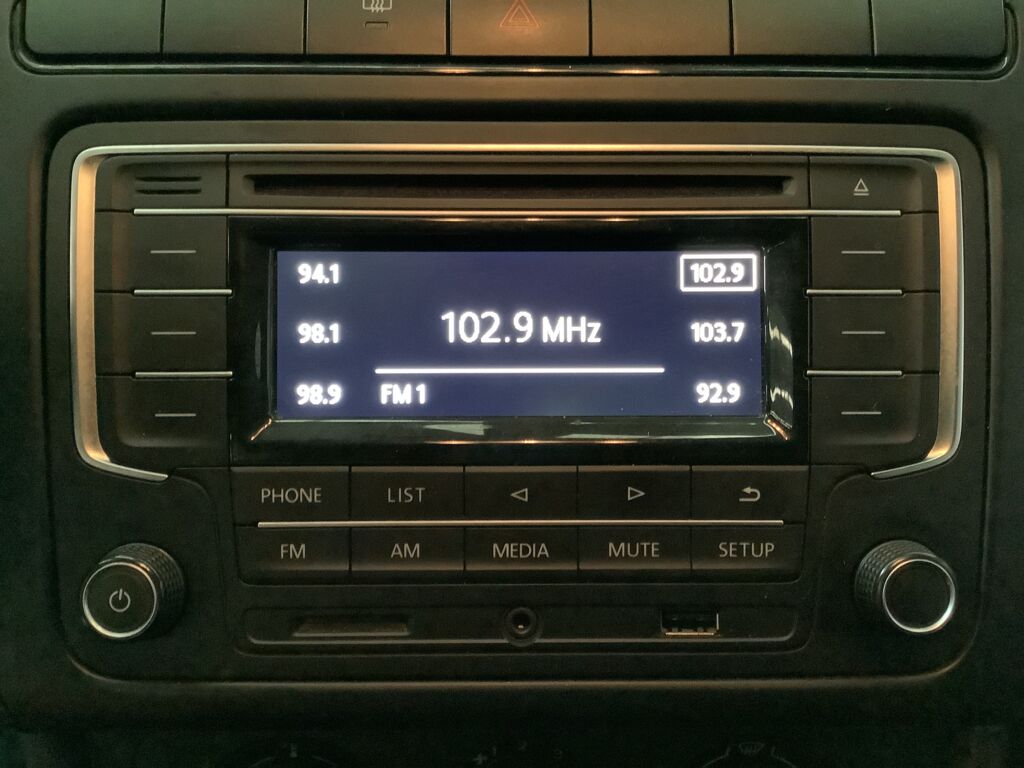 94.1 102.9
98.1 102.9 MHz 103.7
98.9 FM 1 92.9
PHONE LIST
FM AM MEDIA MUTE SETUP